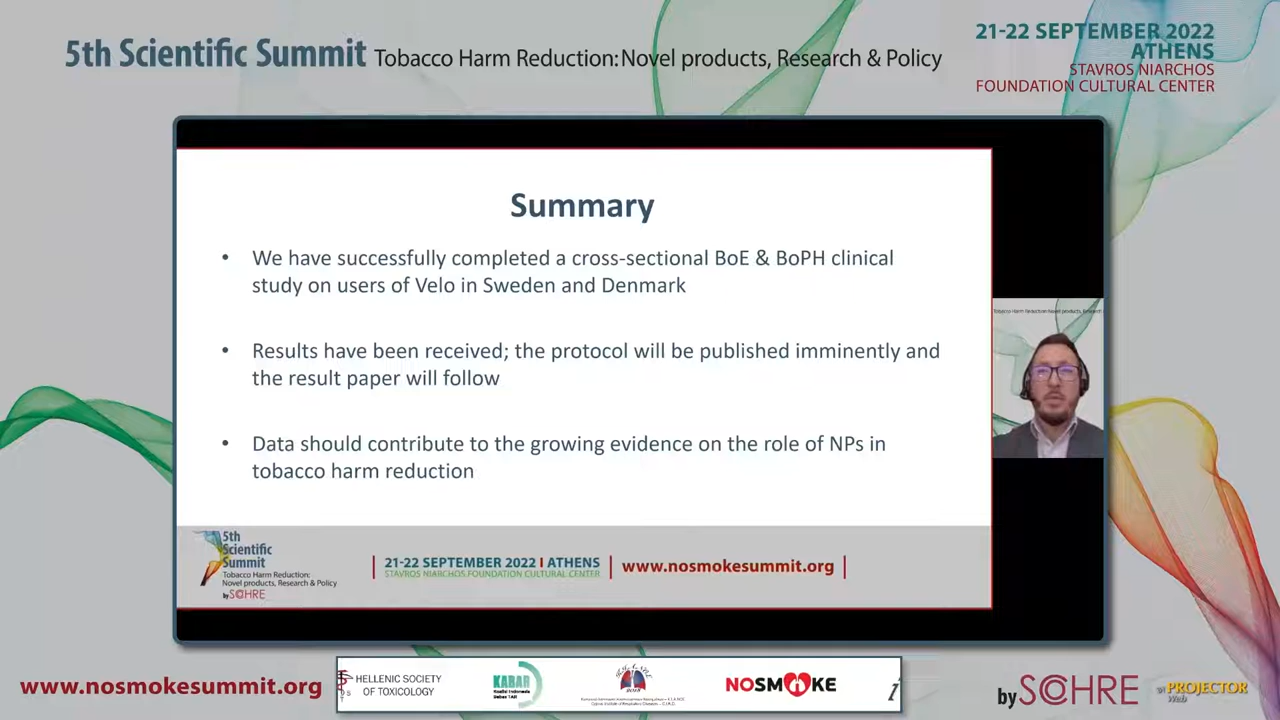 5th Scientific Summit Tobacco Harm Reduction: Novel products, Research & Policy
21-22 SEPTEMBER 2022
ATHENS
STAVROS NIARCHOS
FOUNDATION CULTURAL CENTER
Summary
• We have successfully completed a cross-sectional BoE & BoPH clinical
study on users of Velo in Sweden and Denmark
• Results have been received; the protocol will be published imminently and
the result paper will follow
• Data should contribute to the growing evidence on the role of NPs in
tobacco harm reduction
5th
Scientific
Summit
Tobacco Harm Reduction:
Novel products, Research & Policy
by SCOHRE
21-22 SEPTEMBER 2022 I ATHENS
STAVROS NIARCHOS FOUNDATION CULTURAL CENTER
www.nosmokesummit.org
www.nosmokesummit.org
HELLENIC SOCIETY
OF TOXICOLOGY
KABAR
NOSMOKE
by SCOHRE
PROJECTOR
Web